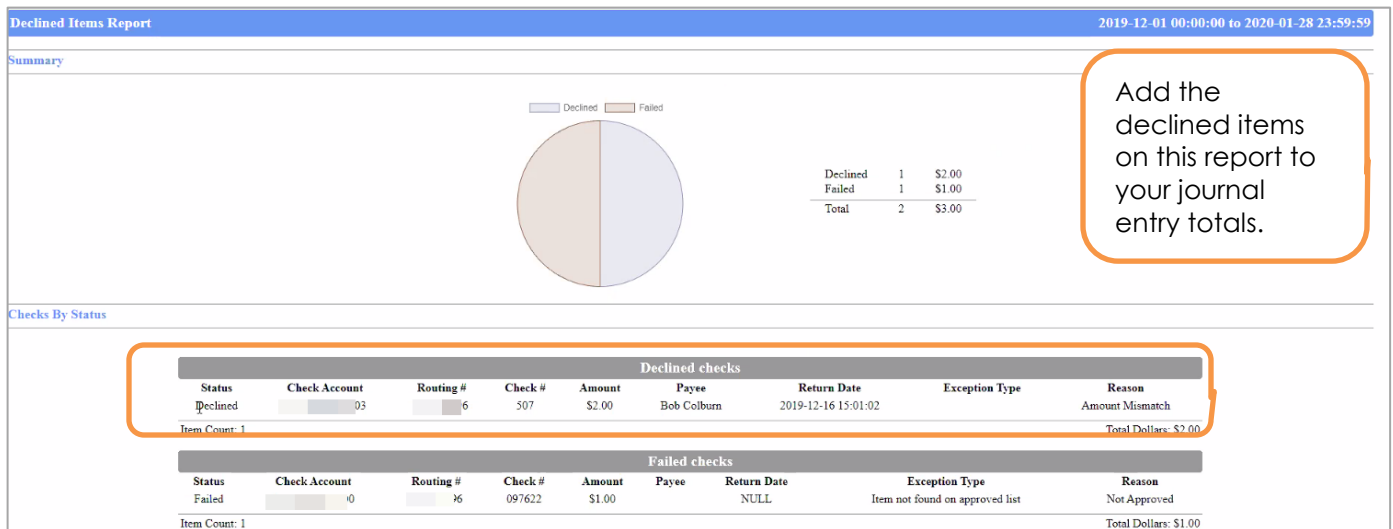 Declined Items Report 2019-12-01 00:00:00 to 2020-01-28 23:59:59
Summary
Add the
declined items
on this report to
your journal
entry totals.
Declined Failed
Declined 1 $2.00
Failed 1 $1.00
Total 2 $3.00
Checks By Status
Declined checks
Status Check Account Routing # Check # Amount Payee Return Date Exception Type Reason
Declined 03 6 507 $2.00 Bob Colburn 2019-12-16 15:01:02 Amount Mismatch
Item Count: 1 Total Dollars: $2.00
Failed checks
Status Check Account Routing # Check # Amount Payee Return Date Exception Type Reason
Failed 0 96 097622 $1.00 NULL Item not found on approved list Not Approved
Item Count: 1 Total Dollars: $1.00